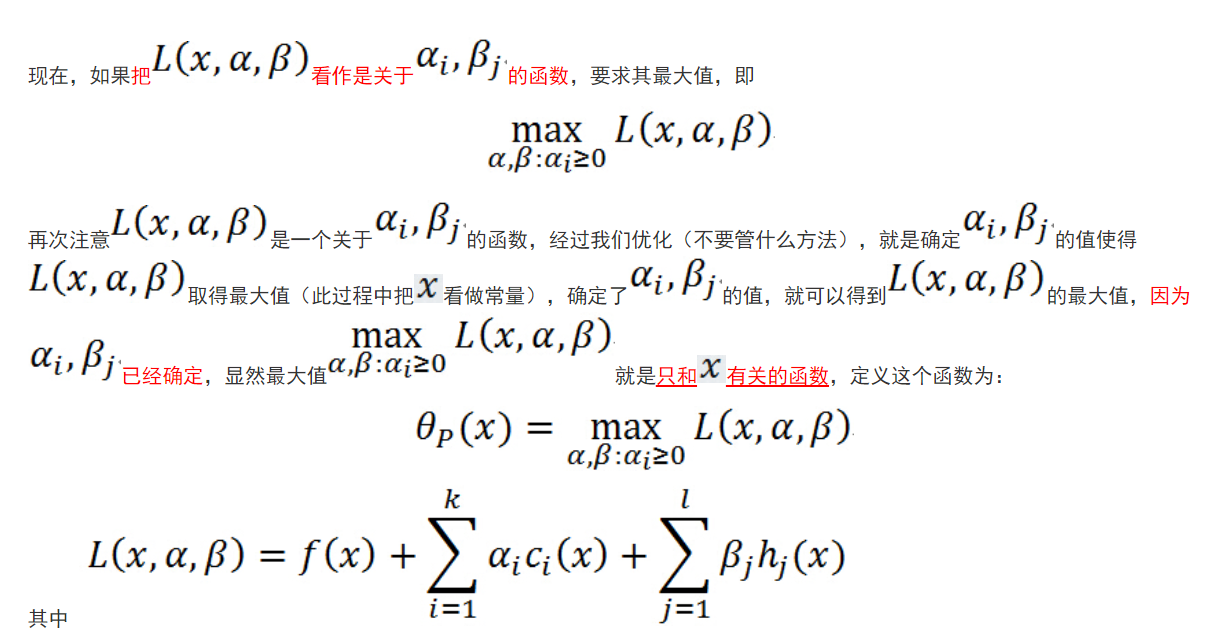 现在，如果把L(x, α, β)看作是关于α_i, β_j的函数，要求其最大值，即
max_{α,β:α_i≥0} L(x, α, β)
再次注意L(x, α, β)是一个关于α_i, β_j的函数，经过我们优化（不要管什么方法），就是确定α_i, β_j的值使得
L(x, α, β)取得最大值（此过程中把x看做常量），确定了α_i, β_j的值，就可以得到L(x, α, β)的最大值，因为
α_i, β_j已经确定，显然最大值max_{α,β:α_i≥0} L(x, α, β)就是只和x有关的函数，定义这个函数为：
θ_P(x) = max_{α,β:α_i≥0} L(x, α, β)
其中L(x, α, β) = f(x) + ∑_{i=1}^{k} α_i c_i(x) + ∑_{j=1}^{l} β_j h_j(x)